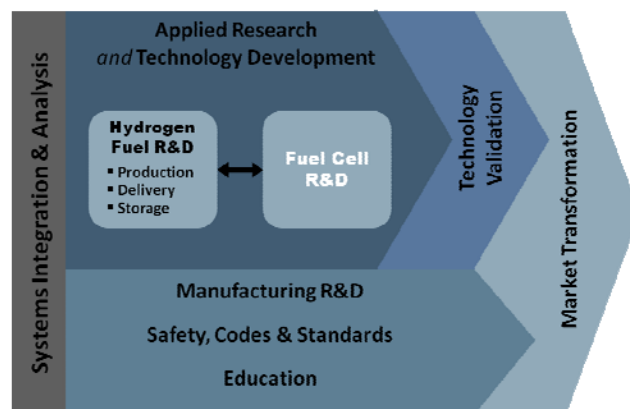 Systems Integration & Analysis
Applied Research
and Technology Development
Hydrogen
Fuel R&D
▪ Production
▪ Delivery
▪ Storage
Fuel Cell
R&D
Technology
Validation
Market Transformation
Manufacturing R&D
Safety, Codes & Standards
Education